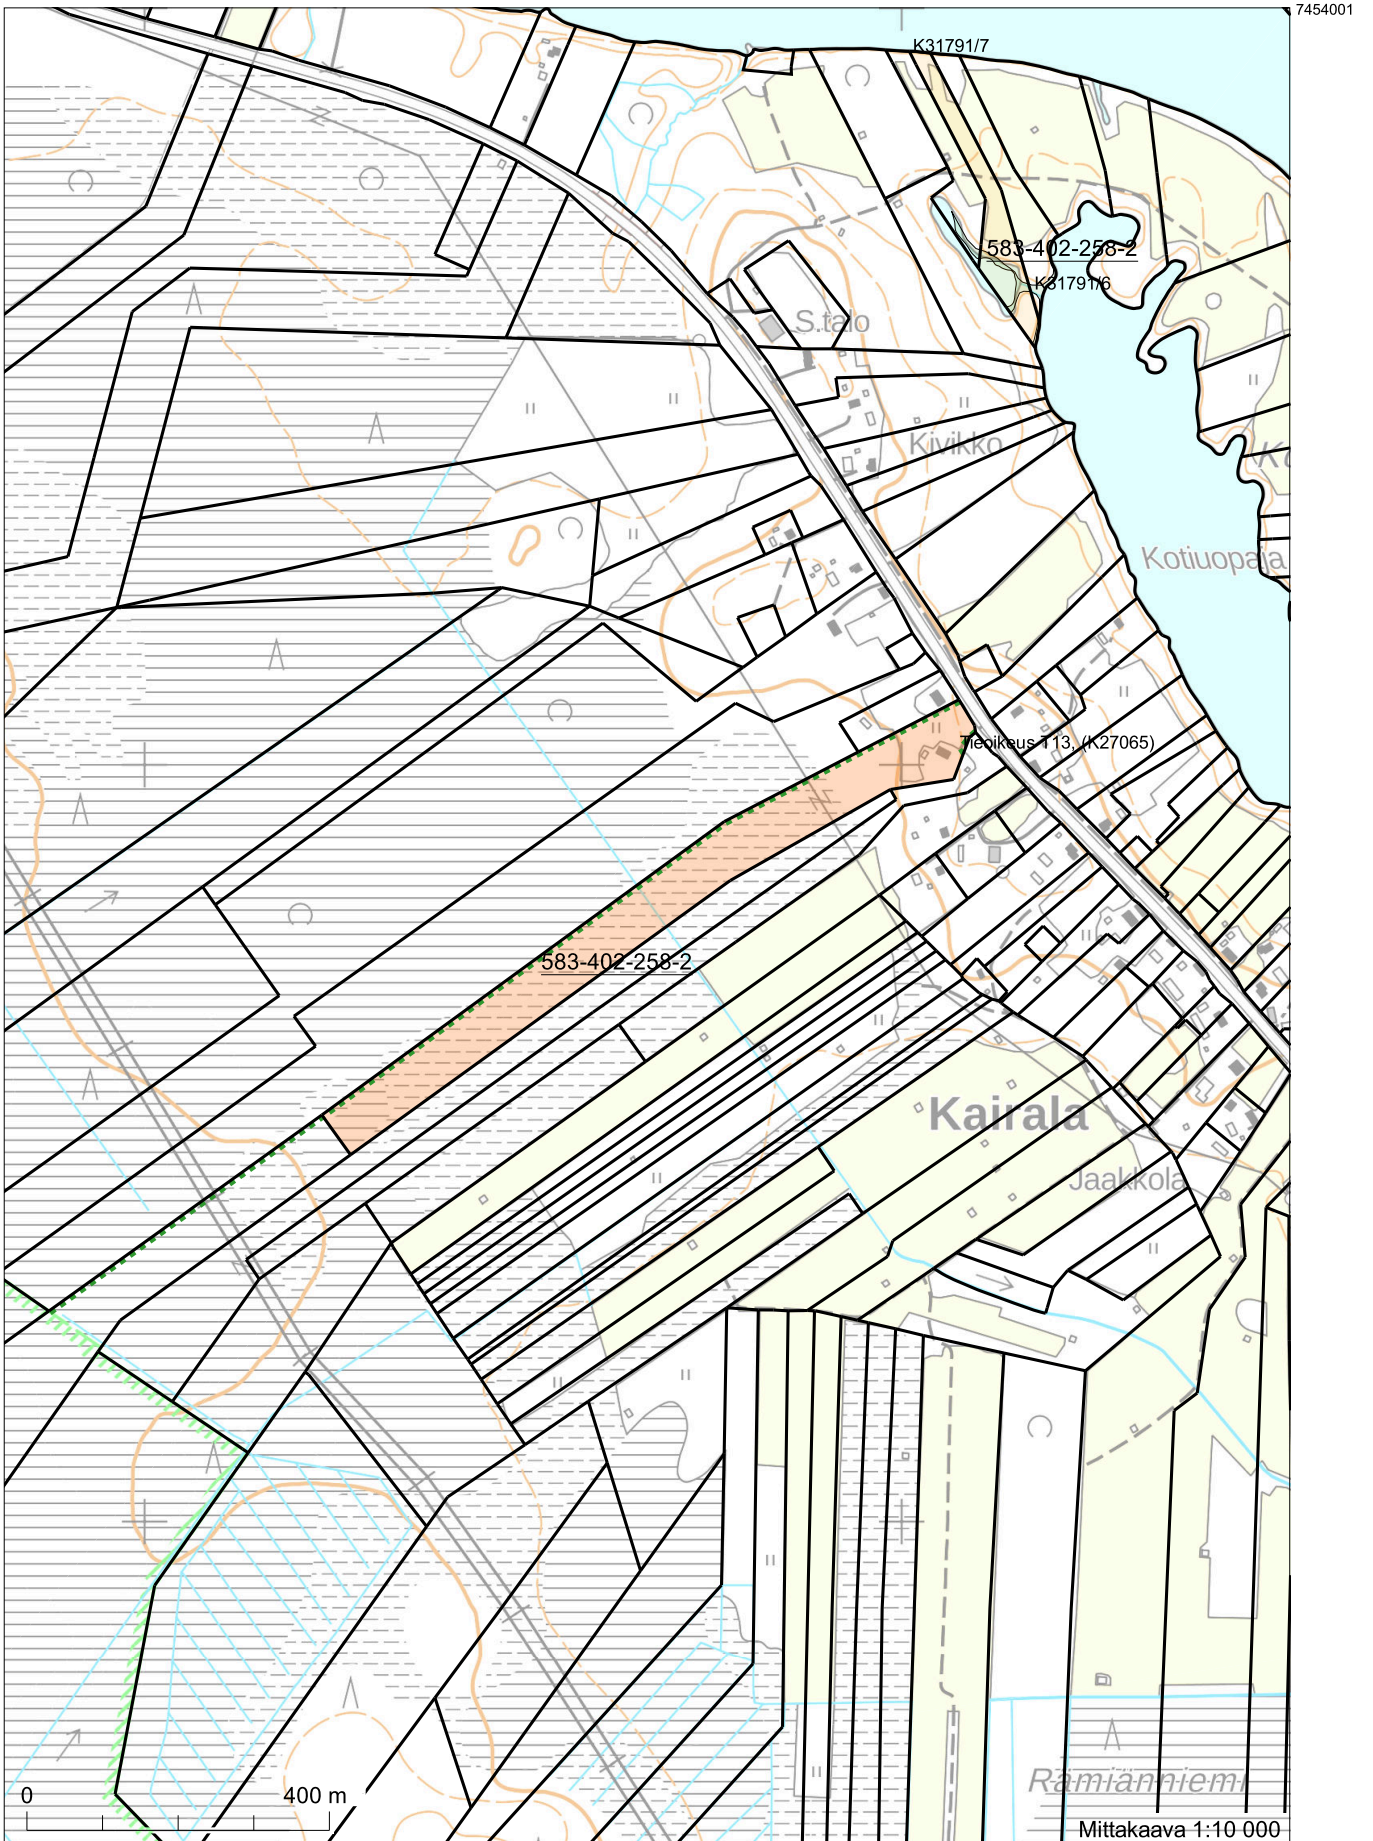 7454001
K31791/7
583-402-258-2
K31791/6
S.talo
Kivikko
Kotiuopaja
Tieoikeus T13, (K27065)
583-402-258-2
Kairala
Jaakkola
Rämiänniemi
0 400 m
Mittakaava 1:10 000